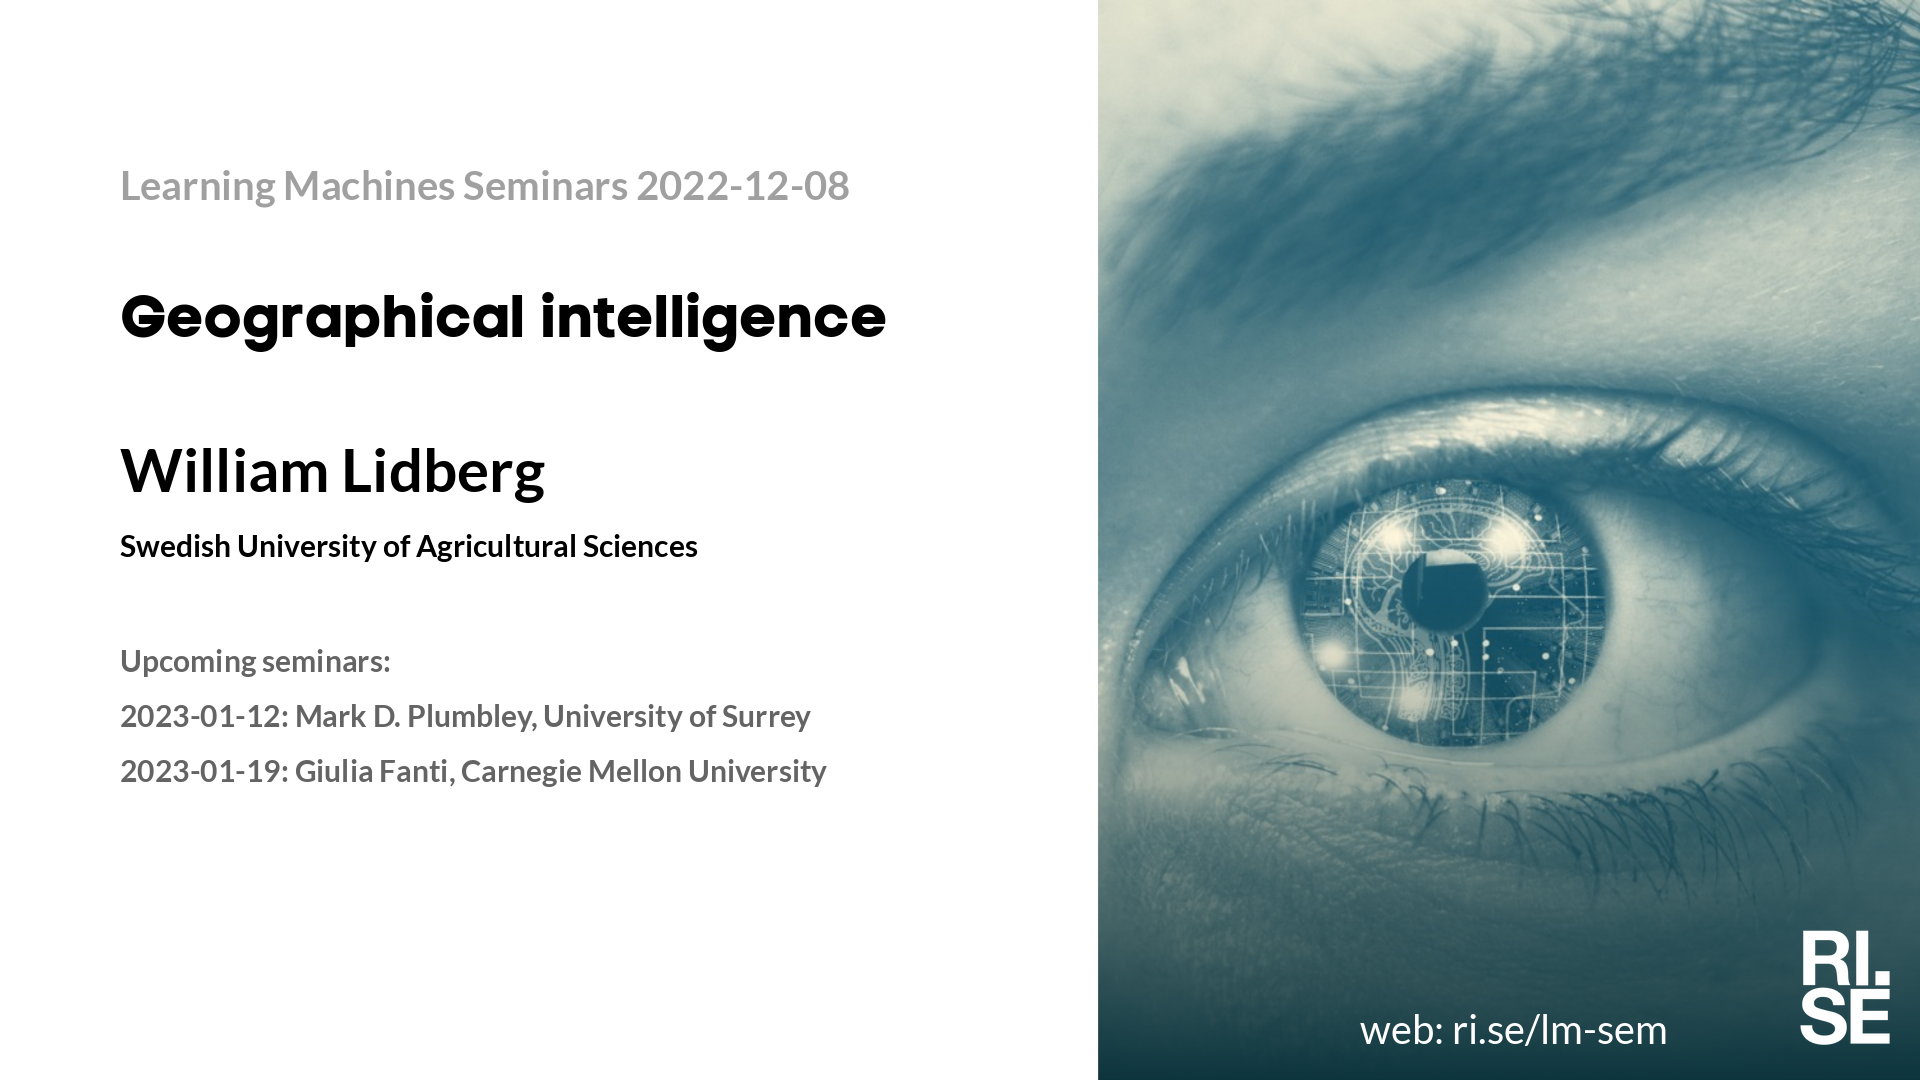 Learning Machines Seminars 2022-12-08
Geographical intelligence
William Lidberg
Swedish University of Agricultural Sciences
Upcoming seminars:
2023-01-12: Mark D. Plumbley, University of Surrey
2023-01-19: Giulia Fanti, Carnegie Mellon University
web: ri.se/lm-sem
RI.
SE